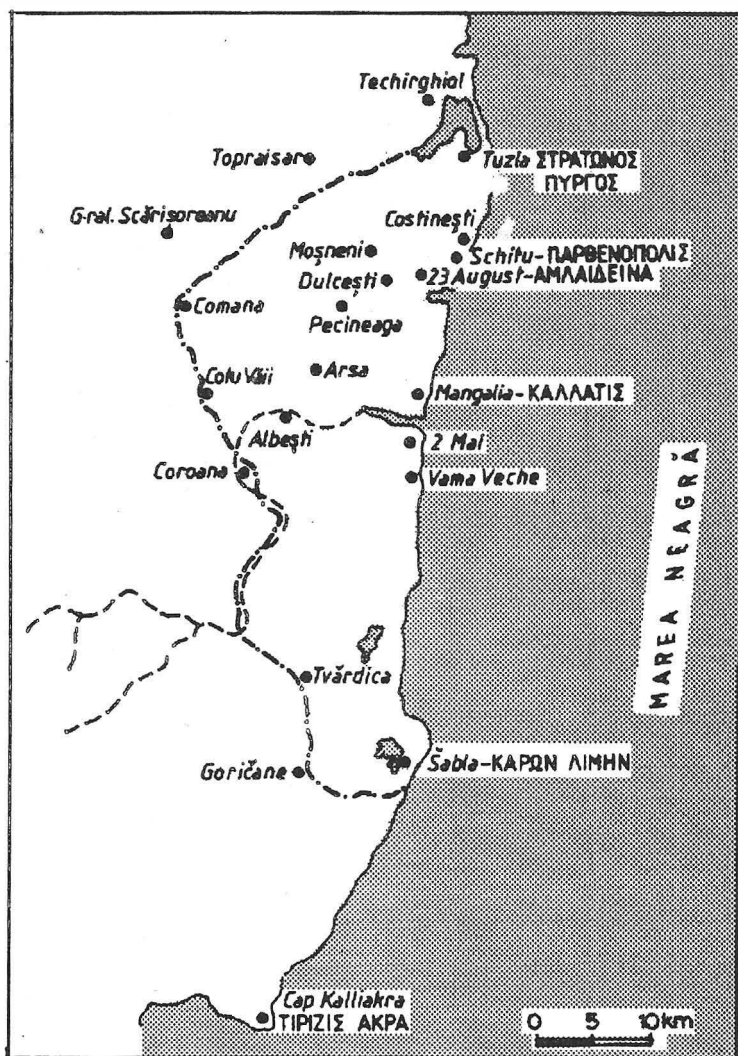 Techirghiol
Topraisar
Tuzla ΣΤΡΑΤΩΝΟΣ
ΠΥΡΓΟΣ
G-ral. Scărișoreanu
Costinești
Moșneni
Schitu-ΠΑΡΘΕΝΟΠΟΛΙΣ
Dulcești
23 August-ΑΜΛΑΙΔΕΙΝΑ
Comana
Pecineaga
Arsa
Cotu Văii
Mangalia-ΚΑΛΛΑΤΙΣ
Albești
2 Mai
Coroana
Vama Veche
MAREA NEAGRĂ
Tvărdica
Šabla-ΚΑΡΩΝ ΛΙΜΗΝ
Goričane
Cap Kalliakra
ΤΙΡΙΖΙΣ ΑΚΡΑ
0 5 10km